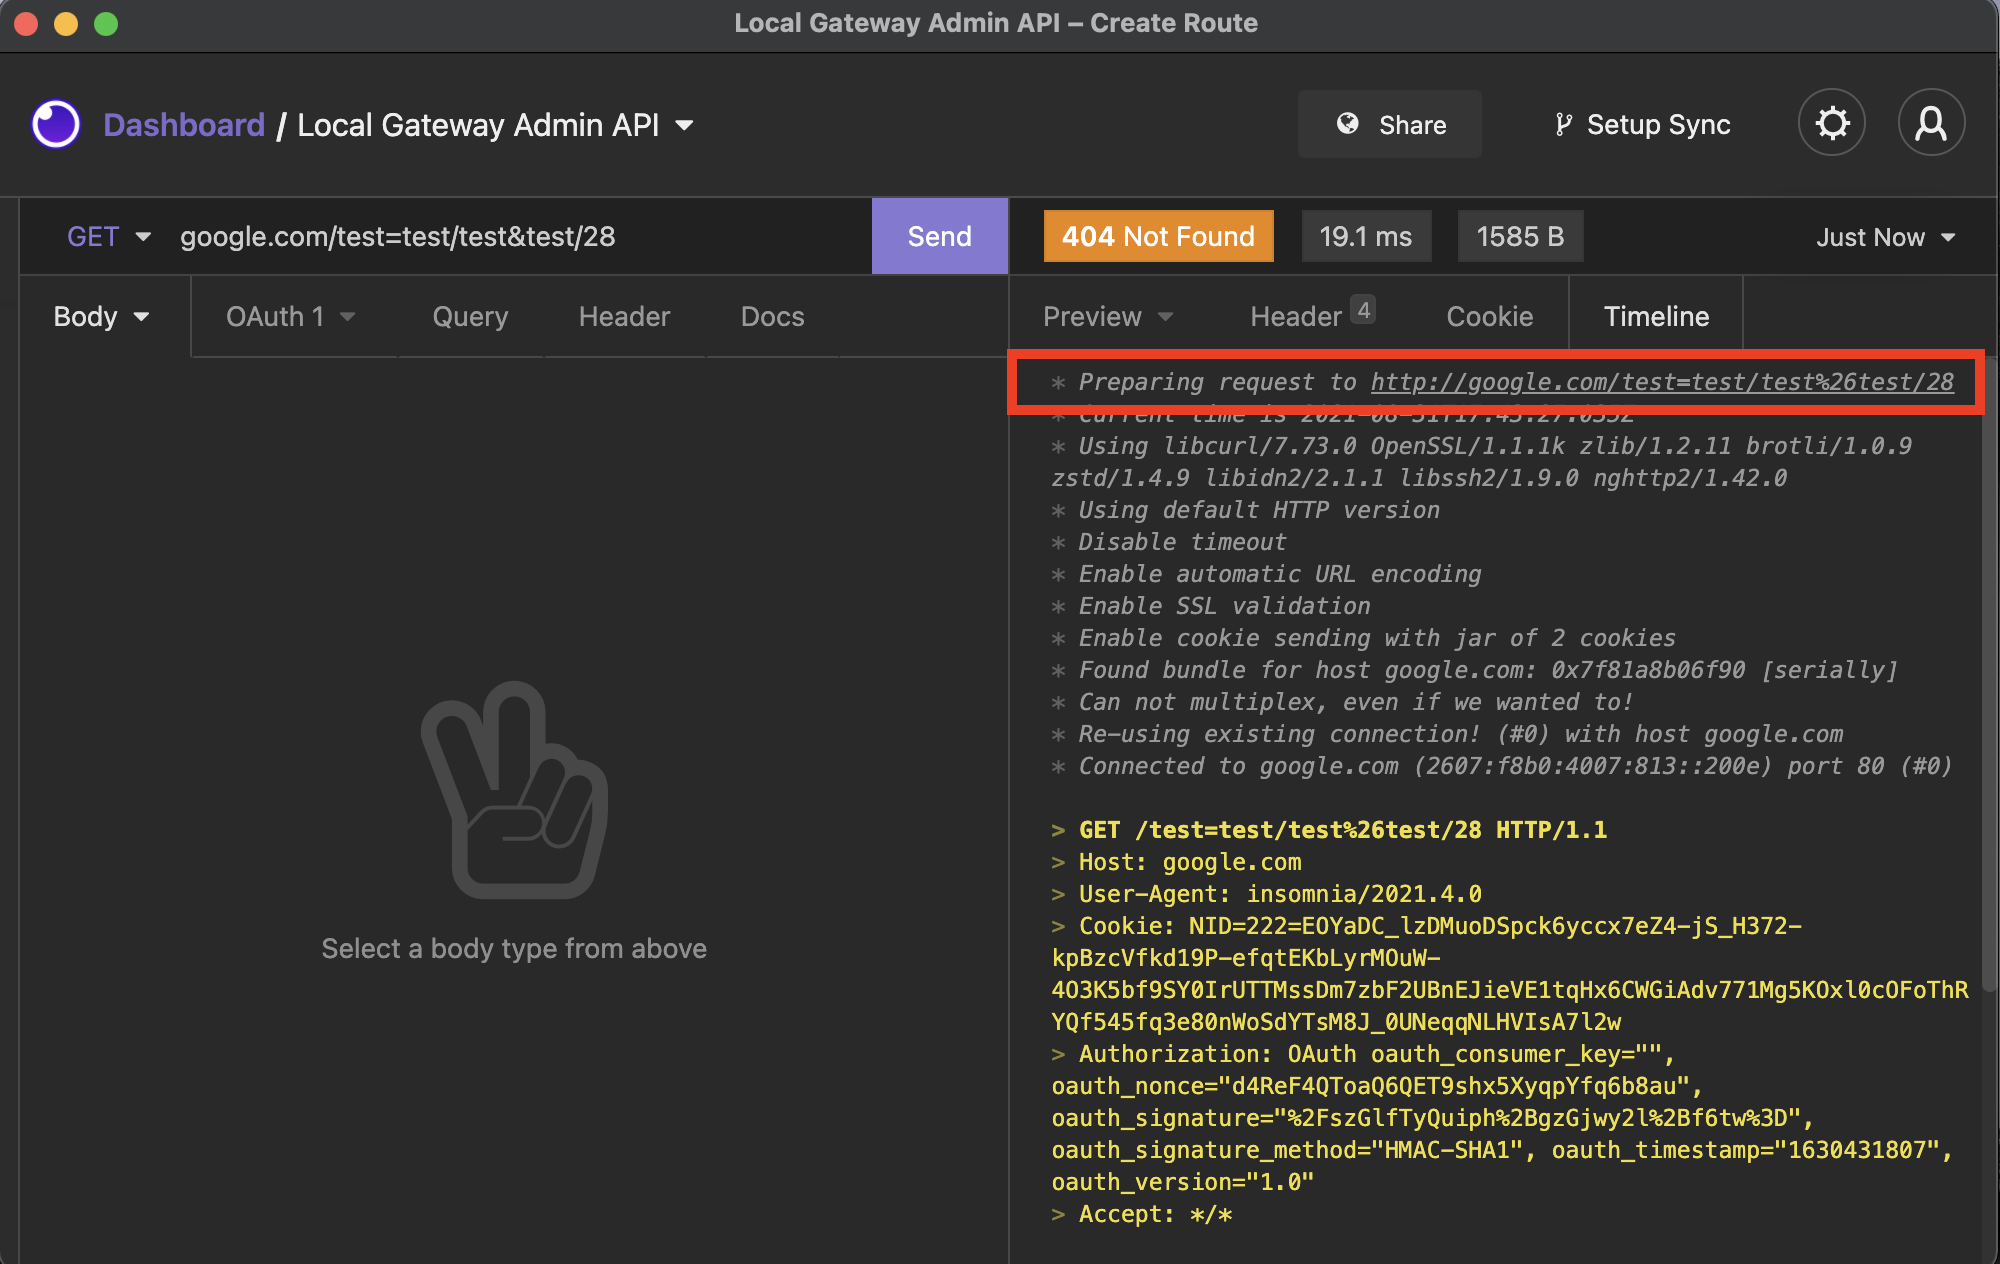 Local Gateway Admin API – Create Route
Dashboard / Local Gateway Admin API
Share
Setup Sync
GET google.com/test=test/test&test/28
Send
404 Not Found
19.1 ms
1585 B
Just Now
Body
OAuth 1
Query
Header
Docs
Preview
Header 4
Cookie
Timeline
Select a body type from above
* Preparing request to http://google.com/test=test/test%26test/28
* Current time is
* Using libcurl/7.73.0 OpenSSL/1.1.1k zlib/1.2.11 brotli/1.0.9
zstd/1.4.9 libidn2/2.1.1 libssh2/1.9.0 nghttp2/1.42.0
* Using default HTTP version
* Disable timeout
* Enable automatic URL encoding
* Enable SSL validation
* Enable cookie sending with jar of 2 cookies
* Found bundle for host google.com: 0x7f81a8b06f90 [serially]
* Can not multiplex, even if we wanted to!
* Re-using existing connection! (#0) with host google.com
* Connected to google.com (2607:f8b0:4007:813::200e) port 80 (#0)
> GET /test=test/test%26test/28 HTTP/1.1
> Host: google.com
> User-Agent: insomnia/2021.4.0
> Cookie: NID=222=EOYaDC_lzDMuoDSpck6yccx7eZ4-jS_H372-
kpBzcVfkd19P-efqtEKbLyrMOuW-
4O3K5bf9SY0IrUTTMssDm7zbF2UBnEJieVE1tqHx6CWGiAdv771Mg5KOxl0cOFoThR
YQf545fq3e80nWoSdYTsM8J_0UNeqqNLHVIsA7l2w
> Authorization: OAuth oauth_consumer_key="",
oauth_nonce="d4ReF4QToaQ6QET9shx5XyqpYfq6b8au",
oauth_signature="%2FszGlfTyQuiph%2BgzGjwy2l%2Bf6tw%3D",
oauth_signature_method="HMAC-SHA1", oauth_timestamp="1630431807",
oauth_version="1.0"
> Accept: */*